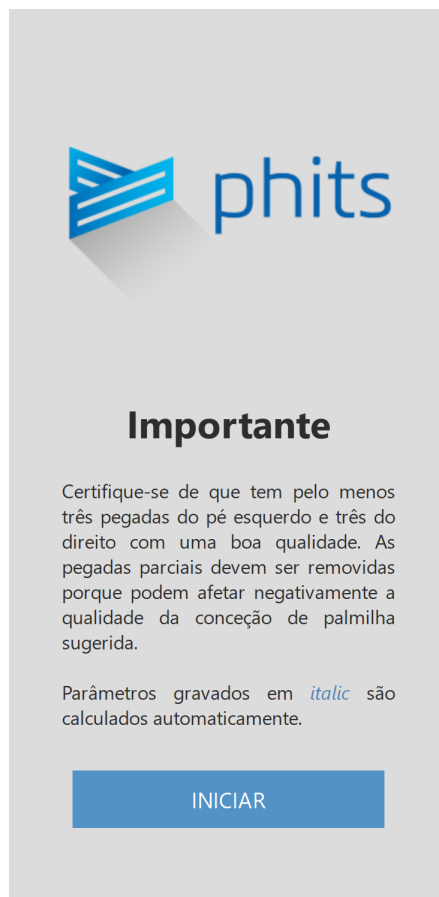 phits
Importante
Certifique-se de que tem pelo menos
três pegadas do pé esquerdo e três do
direito com uma boa qualidade. As
pegadas parciais devem ser removidas
porque podem afetar negativamente a
qualidade da conceção de palmilha
sugerida.
Parâmetros gravados em italic são
calculados automaticamente.
INICIAR